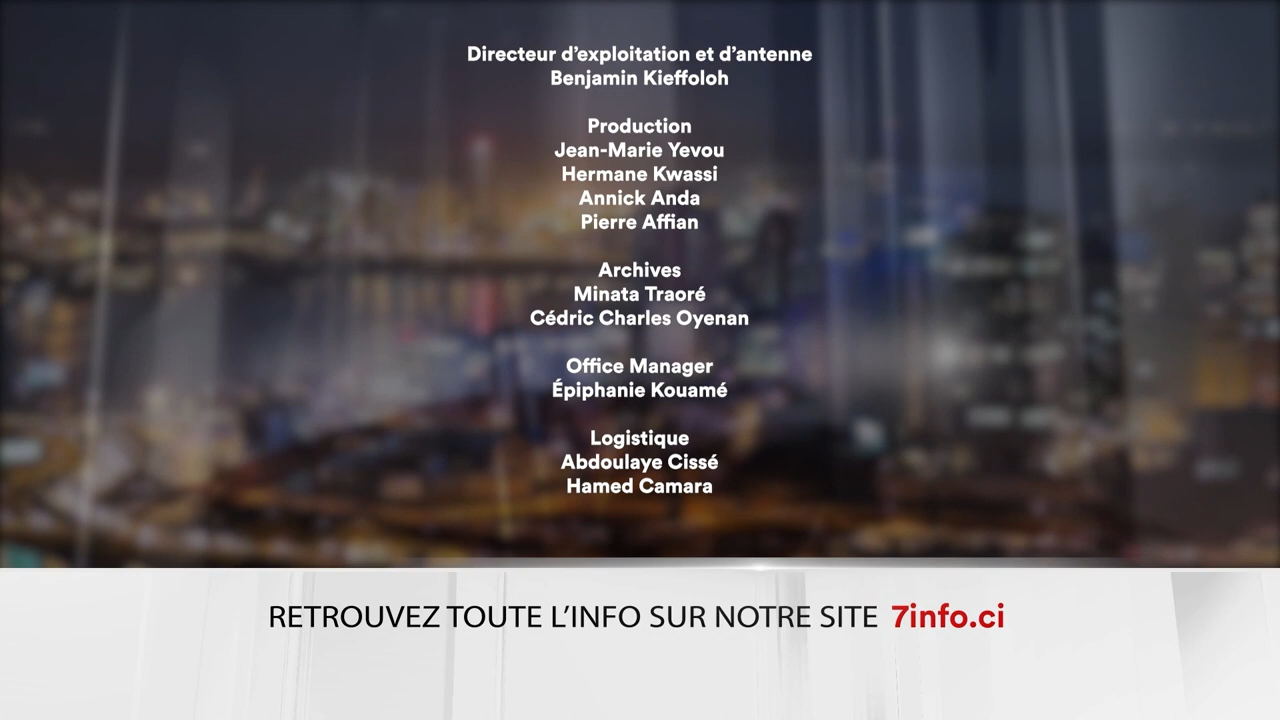 Directeur d’exploitation et d’antenne
Benjamin Kieffoloh
Production
Jean-Marie Yevou
Hermane Kwassi
Annick Anda
Pierre Affian
Archives
Minata Traoré
Cédric Charles Oyenan
Office Manager
Épiphanie Kouamé
Logistique
Abdoulaye Cissé
Hamed Camara
RETROUVEZ TOUTE L’INFO SUR NOTRE SITE 7info.ci